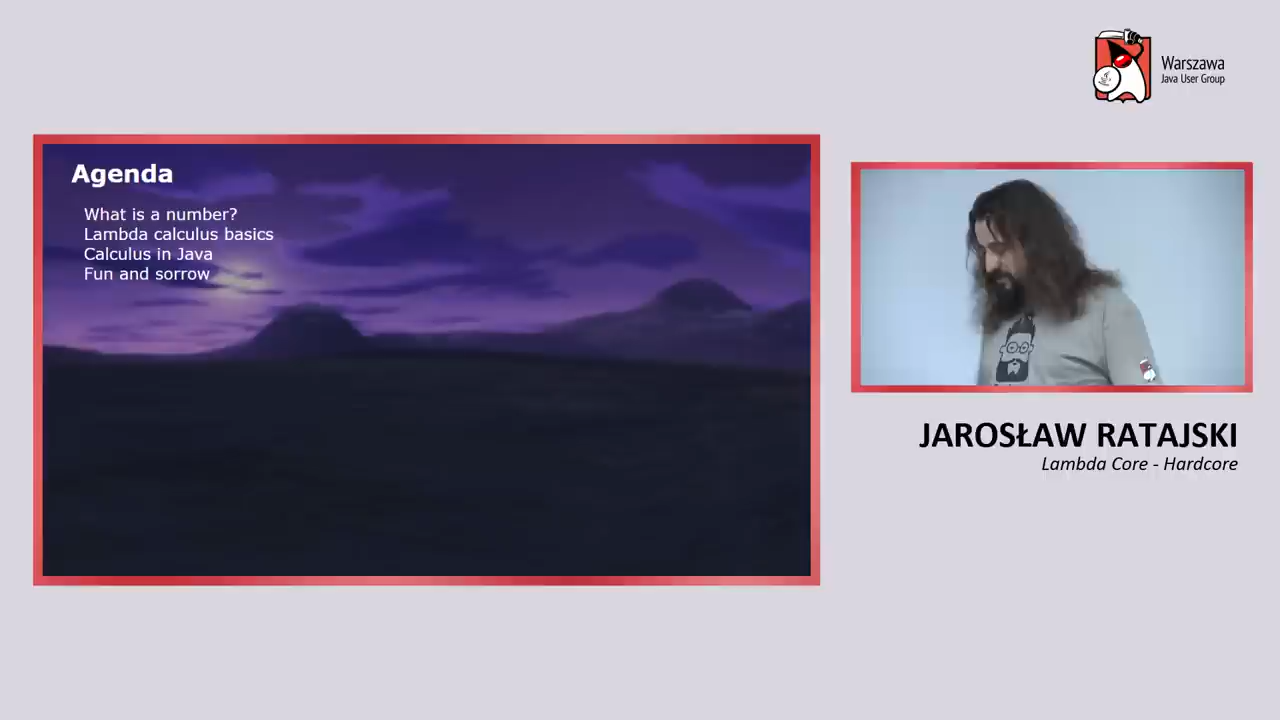 Warszawa
Java User Group
Agenda
What is a number?
Lambda calculus basics
Calculus in Java
Fun and sorrow
JAROSŁAW RATAJSKI
Lambda Core - Hardcore